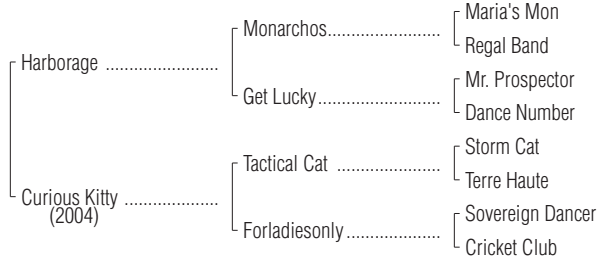 Maria's Mon
Monarchos.......................
Regal Band
Harborage .......................
Mr. Prospector
Get Lucky.........................
Dance Number
Storm Cat
Tactical Cat .....................
Terre Haute
Curious Kitty ...................
(2004)
Sovereign Dancer
Forladiesonly...................
Cricket Club